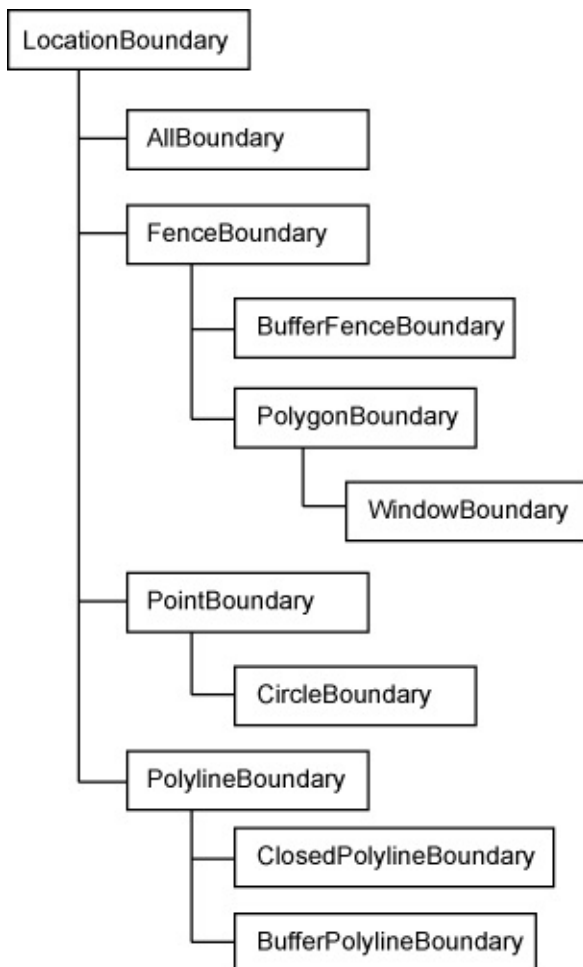 LocationBoundary
AllBoundary
FenceBoundary
BufferFenceBoundary
PolygonBoundary
WindowBoundary
PointBoundary
CircleBoundary
PolylineBoundary
ClosedPolylineBoundary
BufferPolylineBoundary